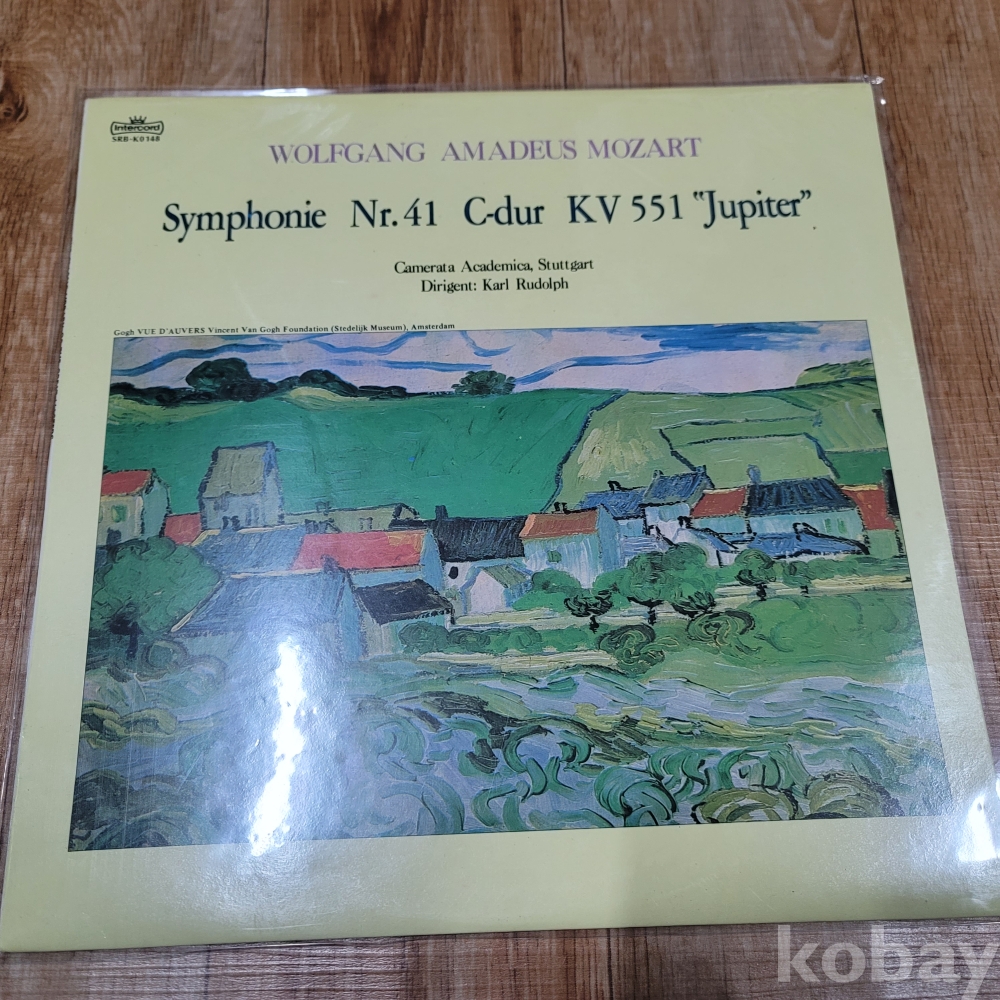 Intercord
SRB-K0148
WOLFGANG AMADEUS MOZART
Symphonie Nr.41 C-dur KV 551 "Jupiter"
Camerata Academica, Stuttgart
Dirigent: Karl Rudolph
Gogh VUE D'AUVERS Vincent Van Gogh Foundation (Stedelijk Museum), Amsterdam
kobay